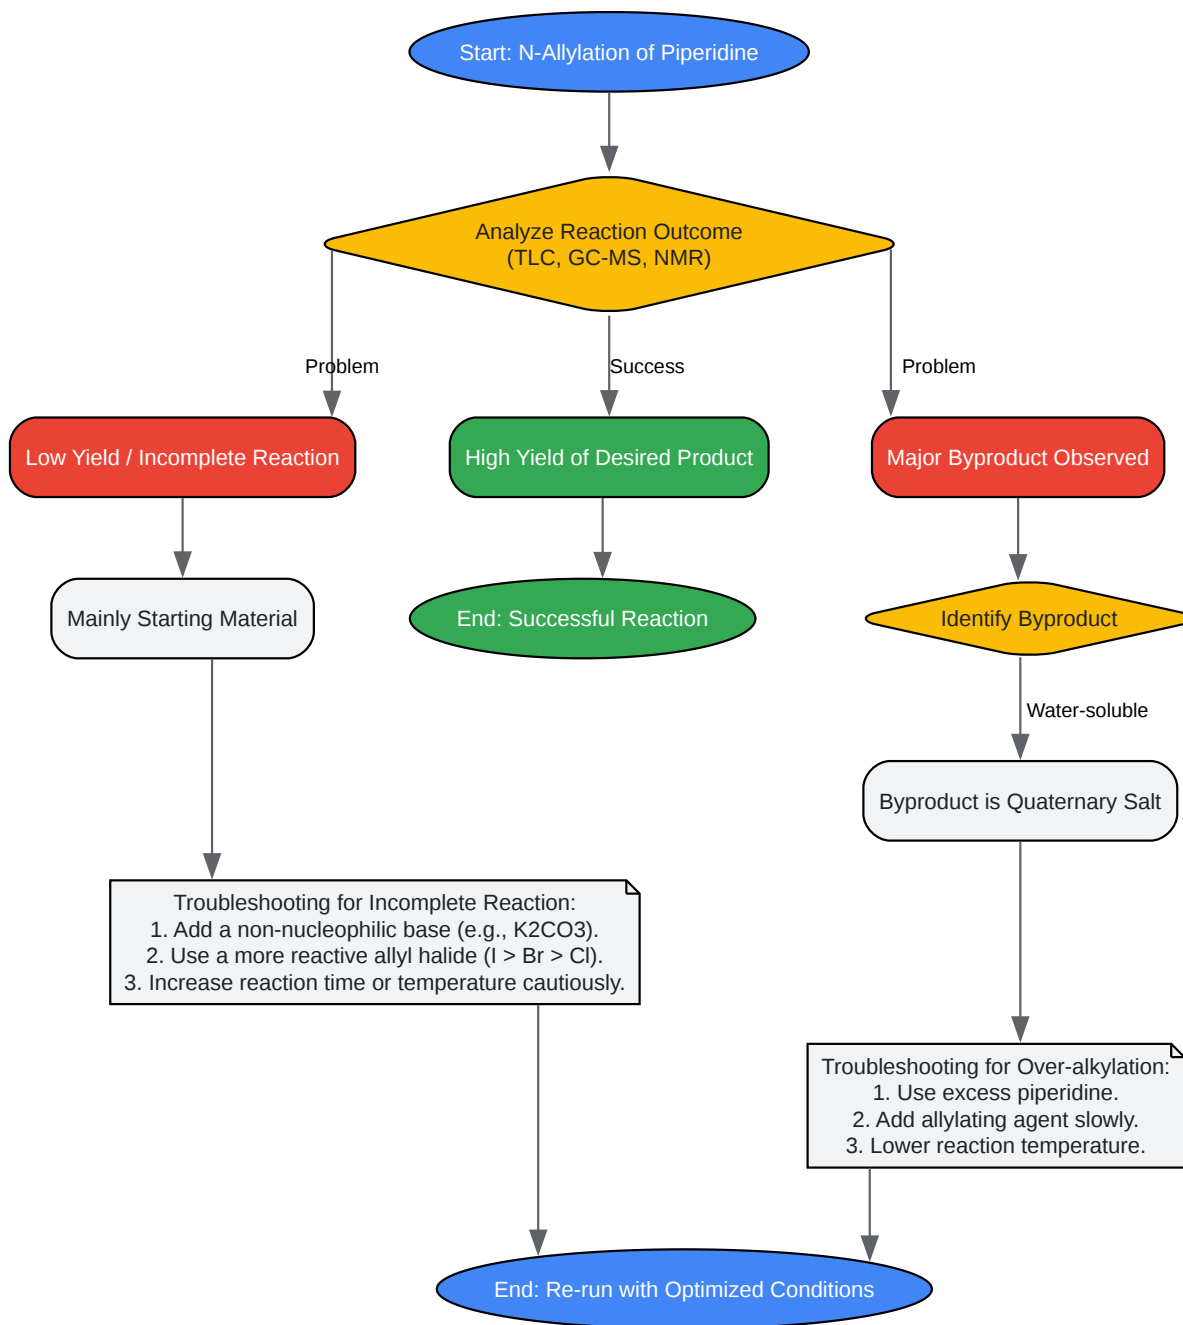 Start: N-Allylation of Piperidine
Analyze Reaction Outcome
(TLC, GC-MS, NMR)
Problem
Success
Problem
Low Yield / Incomplete Reaction
High Yield of Desired Product
Major Byproduct Observed
Mainly Starting Material
End: Successful Reaction
Identify Byproduct
Water-soluble
Byproduct is Quaternary Salt
Troubleshooting for Incomplete Reaction:
1. Add a non-nucleophilic base (e.g., K2CO3).
2. Use a more reactive allyl halide (I > Br > Cl).
3. Increase reaction time or temperature cautiously.
Troubleshooting for Over-alkylation:
1. Use excess piperidine.
2. Add allylating agent slowly.
3. Lower reaction temperature.
End: Re-run with Optimized Conditions